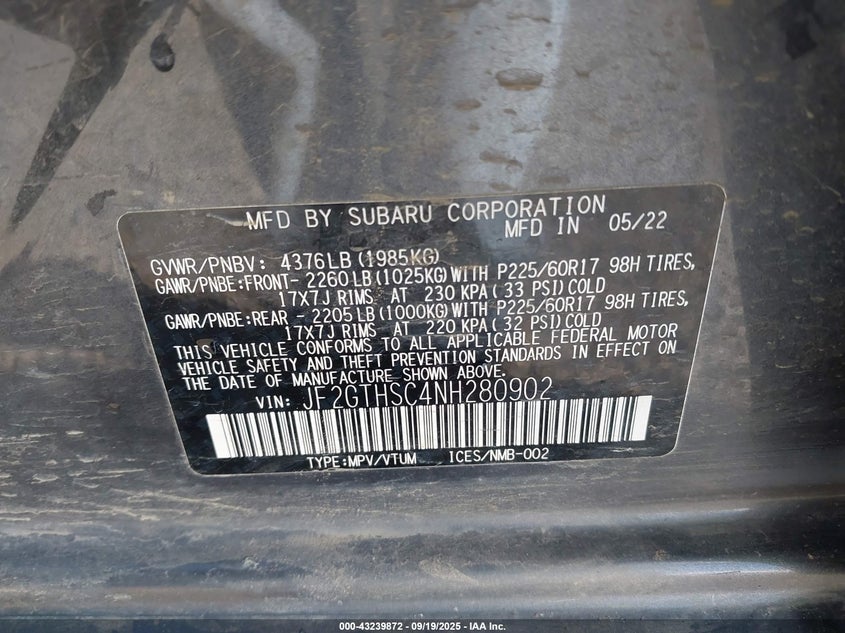 MFD BY SUBARU CORPORATION
MFD IN 05/22
GVWR/PNBV: 4376LB(1985KG)
GAWR/PNBE:FRONT-2260LB(1025KG)WITH P225/60R17 98H TIRES,
17X7J RIMS AT 230 KPA(33 PSI)COLD
GAWR/PNBE:REAR -2205LB(1000KG)WITH P225/60R17 98H TIRES,
17X7J RIMS AT 220 KPA(32 PSI)COLD
THIS VEHICLE CONFORMS TO ALL APPLICABLE FEDERAL MOTOR
VEHICLE SAFETY AND THEFT PREVENTION STANDARDS IN EFFECT ON
THE DATE OF MANUFACTURE SHOWN ABOVE.
VIN: JF2GTHSC4NH280902
TYPE:MPV/VTUM ICES/NMB-002
000-43239872 - 09/19/2025 - IAA Inc.